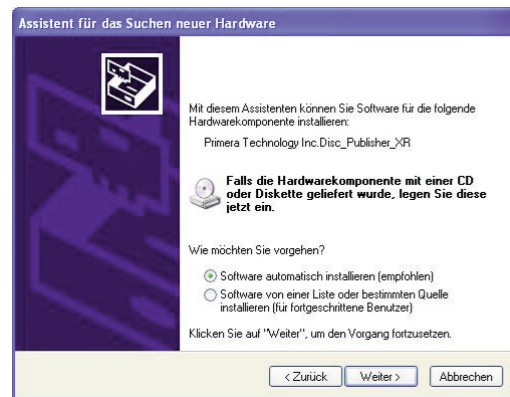 Assistent für das Suchen neuer Hardware
Mit diesem Assistenten können Sie Software für die folgende
Hardwarekomponente installieren:
Primera Technology Inc.Disc_Publisher_XR
Falls die Hardwarekomponente mit einer CD
oder Diskette geliefert wurde, legen Sie diese
jetzt ein.
Wie möchten Sie vorgehen?
Software automatisch installieren (empfohlen)
Software von einer Liste oder bestimmten Quelle
installieren (für fortgeschrittene Benutzer)
Klicken Sie auf "Weiter", um den Vorgang fortzusetzen.
< Zurück Weiter > Abbrechen